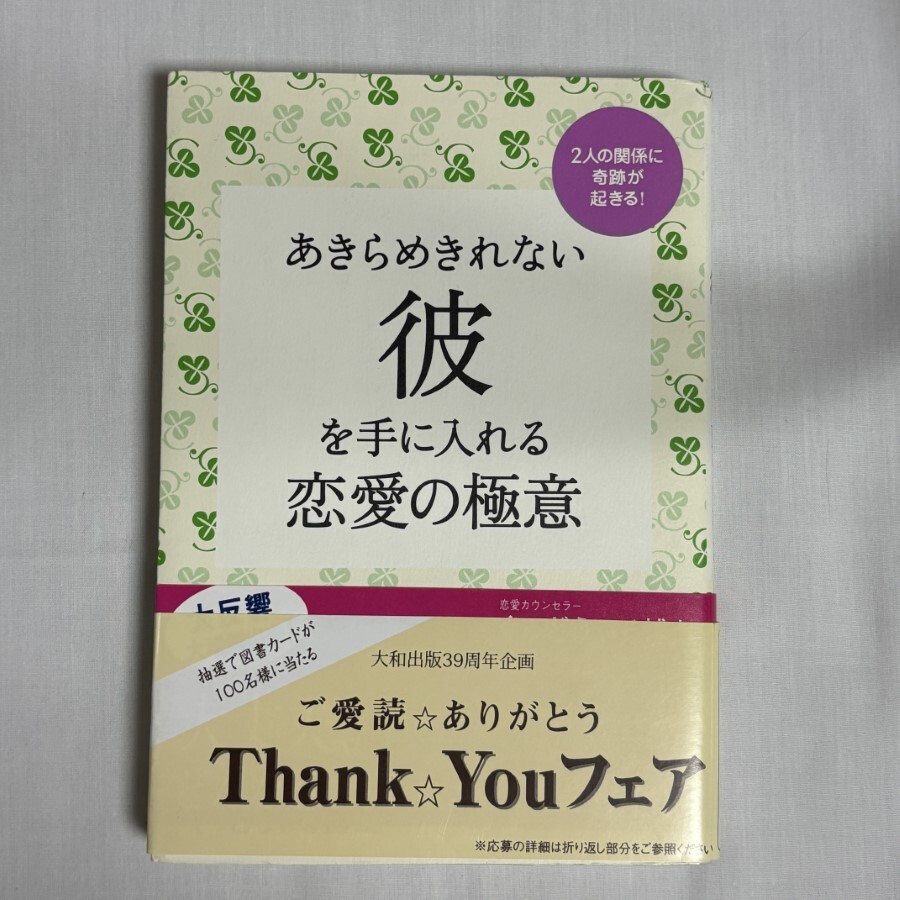 2人の関係に
奇跡が
起きる!
あきらめきれない
彼
を手に入れる
恋愛の極意
大反響
恋愛カウンセラー
抽選で図書カードが
100名様に当たる
大和出版39周年企画
ご愛読☆ありがとう
Thank☆Youフェア
※応募の詳細は折り返し部分をご参照ください